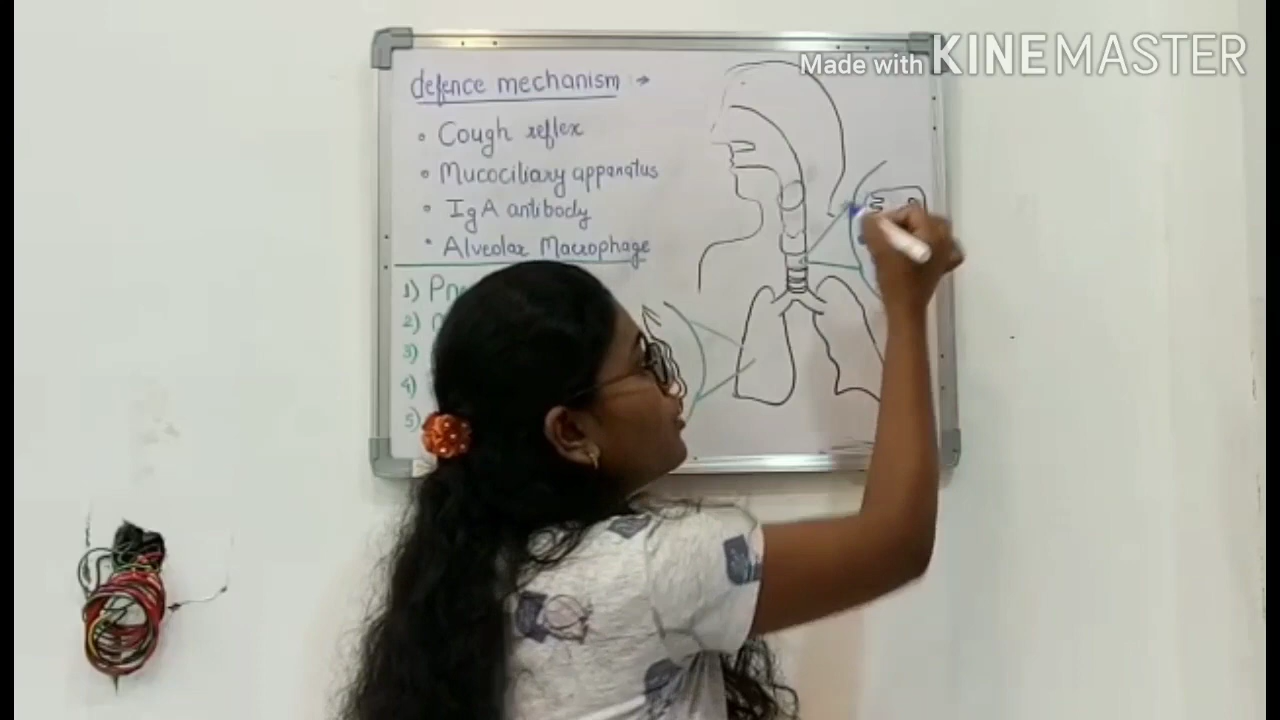 Made with KINEMASTER
defence mechanism :→
• Cough reflex
• Mucociliary apparatus
• IgA antibody
• Alveolar Macrophage
1)
2)
3)
4)
5)